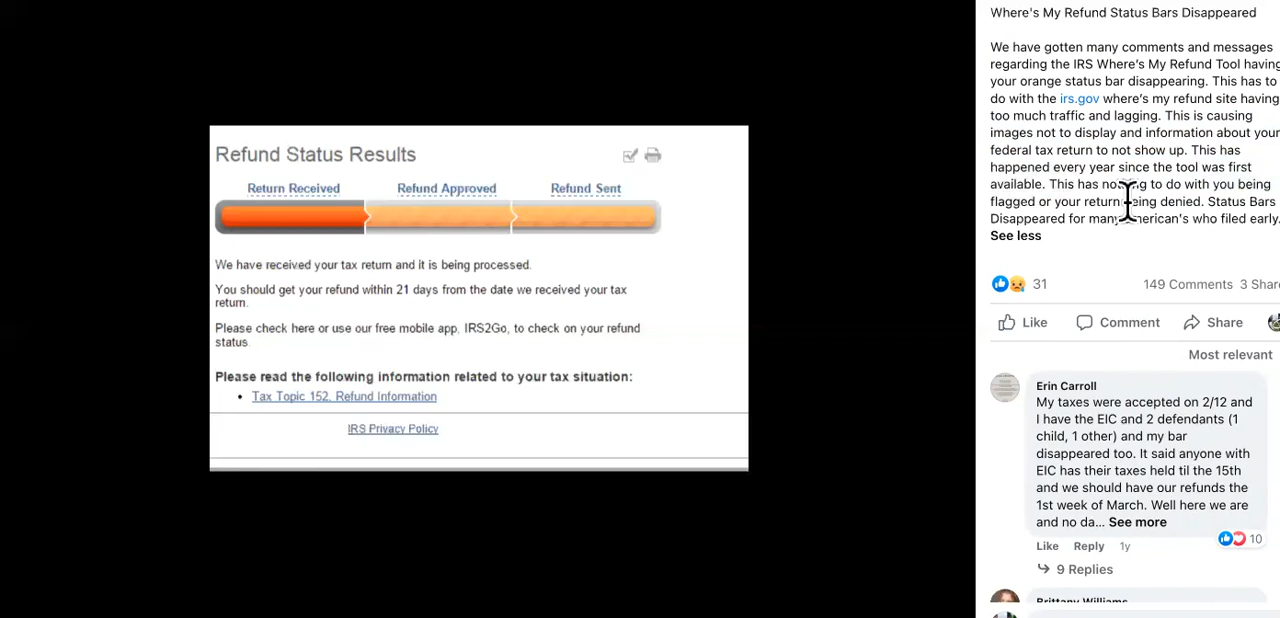 Refund Status Results
Return Received
Refund Approved
Refund Sent
We have received your tax return and it is being processed.
You should get your refund within 21 days from the date we received your tax
return.
Please check here or use our free mobile app, IRS2Go, to check on your refund
status.
Please read the following information related to your tax situation:
• Tax Topic 152, Refund Information
IRS Privacy Policy
Where's My Refund Status Bars Disappeared
We have gotten many comments and messages
regarding the IRS Where's My Refund Tool having
your orange status bar disappearing. This has to
do with the irs.gov where's my refund site having
too much traffic and lagging. This is causing
images not to display and information about your
federal tax return to not show up. This has
happened every year since the tool was first
available. This has nothing to do with you being
flagged or your return being denied. Status Bars
Disappeared for many American's who filed early.
See less
31
149 Comments 3 Share
Like
Comment
Share
Most relevant
Erin Carroll
My taxes were accepted on 2/12 and
I have the EIC and 2 defendants (1
child, 1 other) and my bar
disappeared too. It said anyone with
EIC has their taxes held til the 15th
and we should have our refunds the
1st week of March. Well here we are
and no da... See more
10
Like Reply 1y
9 Replies
Brittany Williams